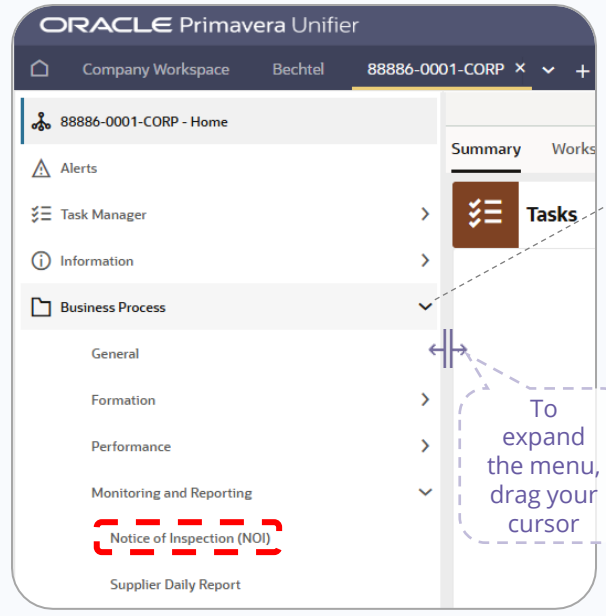 ORACLE Primavera Unifier
Company Workspace Bechtel 88886-0001-CORP × +
88886-0001-CORP - Home
Summary Works
Alerts
Task Manager
Tasks
Information
Business Process
General
Formation
Performance
Monitoring and Reporting
Notice of Inspection (NOI)
Supplier Daily Report
To
expand
the menu,
drag your
cursor